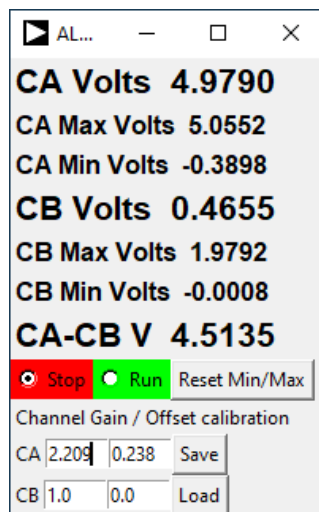 AL...
CA Volts 4.9790
CA Max Volts 5.0552
CA Min Volts -0.3898
CB Volts 0.4655
CB Max Volts 1.9792
CB Min Volts -0.0008
CA-CB V 4.5135
Stop Run Reset Min/Max
Channel Gain / Offset calibration
CA 2.209 0.238 Save
CB 1.0 0.0 Load